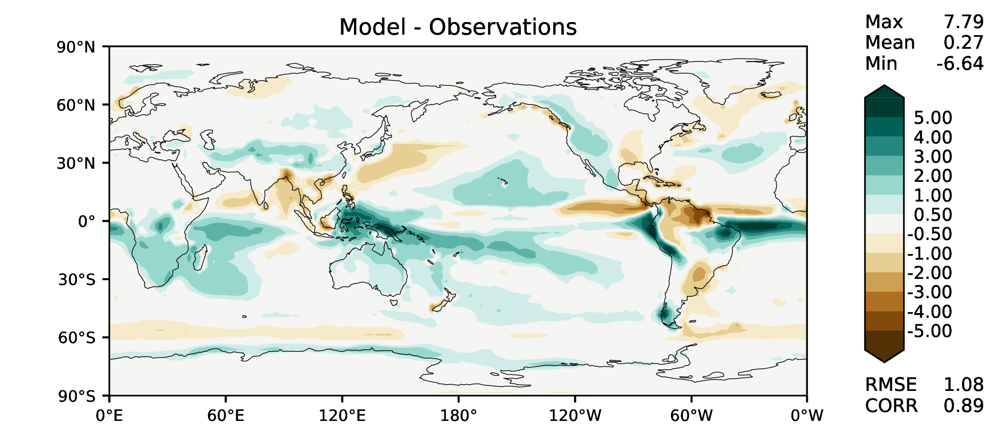 Model - Observations
Max 7.79
Mean 0.27
Min -6.64
90°N
60°N
30°N
0°
30°S
60°S
90°S
0°E 60°E 120°E 180° 120°W 60°W 0°W
5.00
4.00
3.00
2.00
1.00
0.50
-0.50
-1.00
-2.00
-3.00
-4.00
-5.00
RMSE 1.08
CORR 0.89